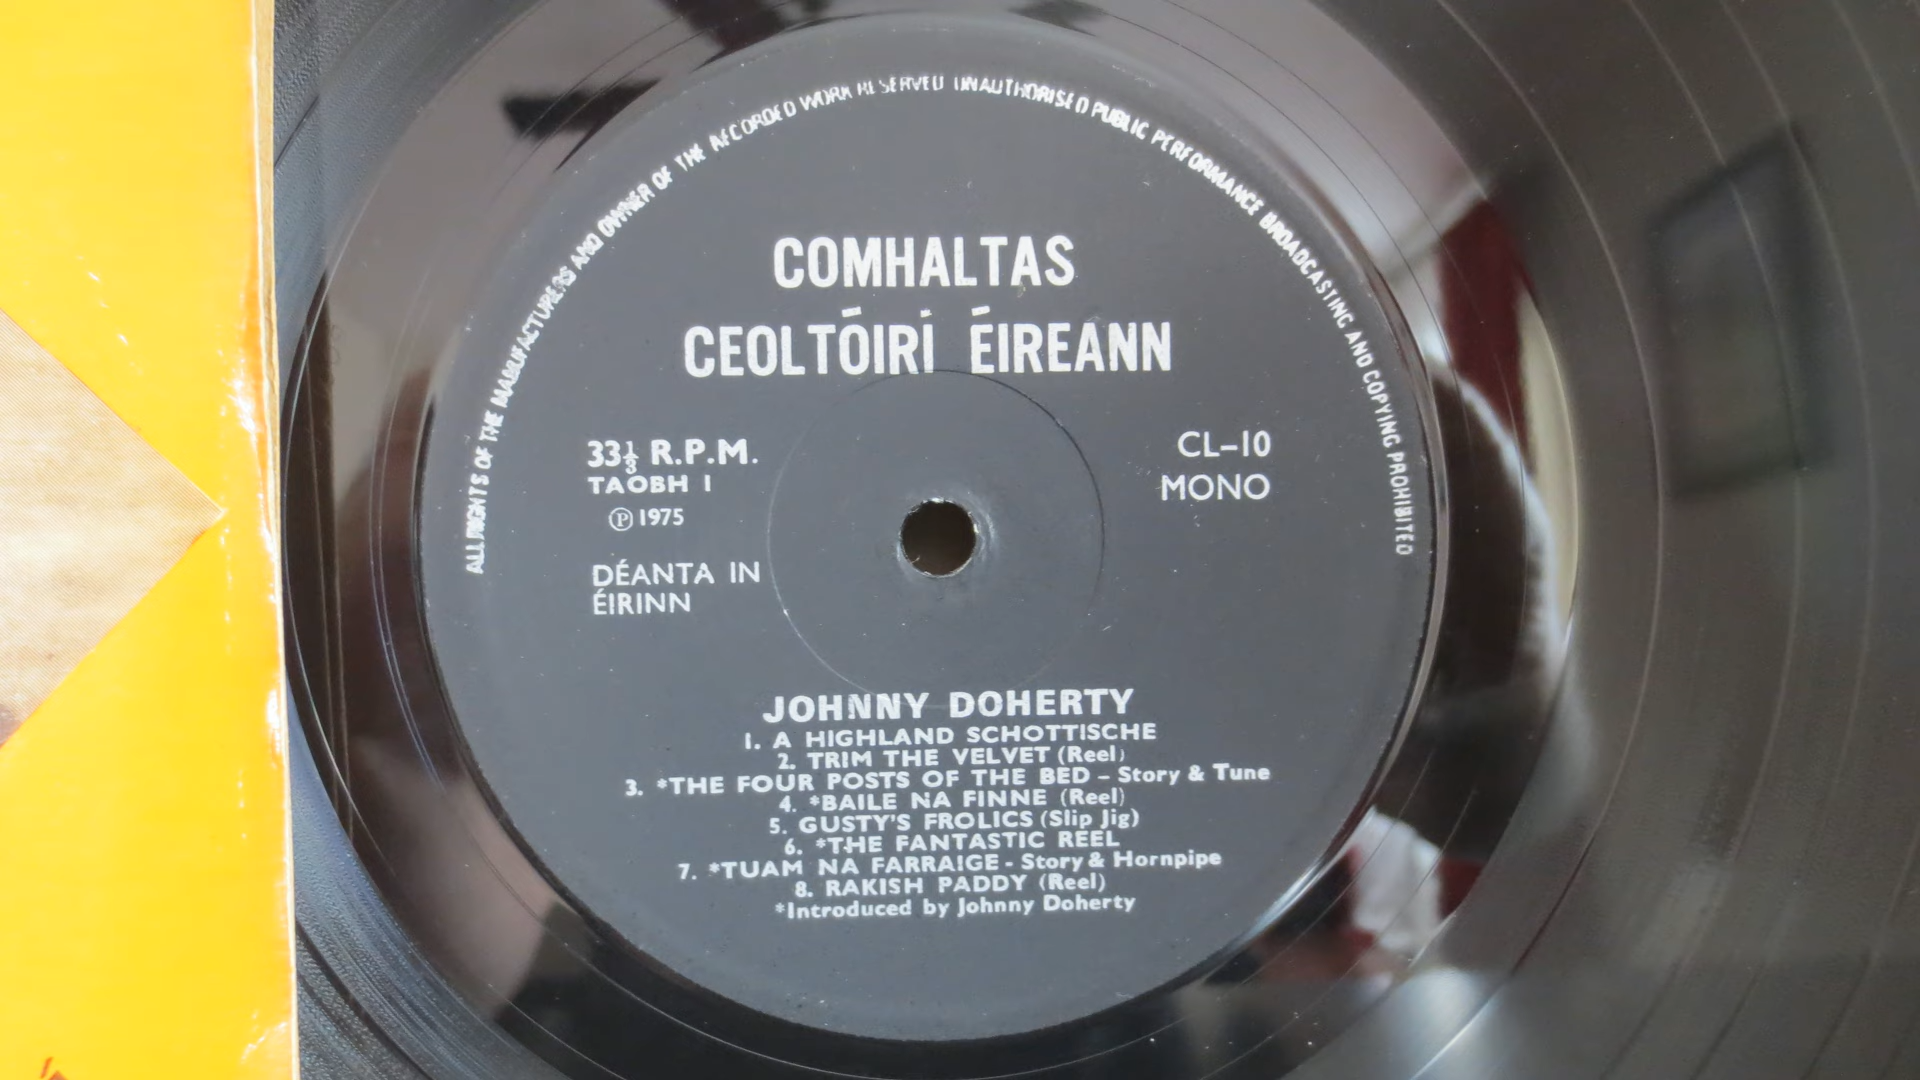 ALL RIGHTS OF THE MANUFACTURERS AND OWNER OF THE RECORDED WORK RESERVED UNAUTHORISED PUBLIC PERFORMANCE BROADCASTING AND COPYING PROHIBITED
COMHALTAS
CEOLTÓIRÍ ÉIREANN
33⅓ R.P.M.
TAOBH 1
Ⓟ 1975
DÉANTA IN
ÉIRINN
CL-10
MONO
JOHNNY DOHERTY
1. A HIGHLAND SCHOTTISCHE
2. TRIM THE VELVET (Reel)
3. *THE FOUR POSTS OF THE BED - Story & Tune
4. *BAILE NA FINNE (Reel)
5. GUSTY'S FROLICS (Slip Jig)
6. *THE FANTASTIC REEL
7. *TUAM NA FARRAIGE - Story & Hornpipe
8. RAKISH PADDY (Reel)
*Introduced by Johnny Doherty